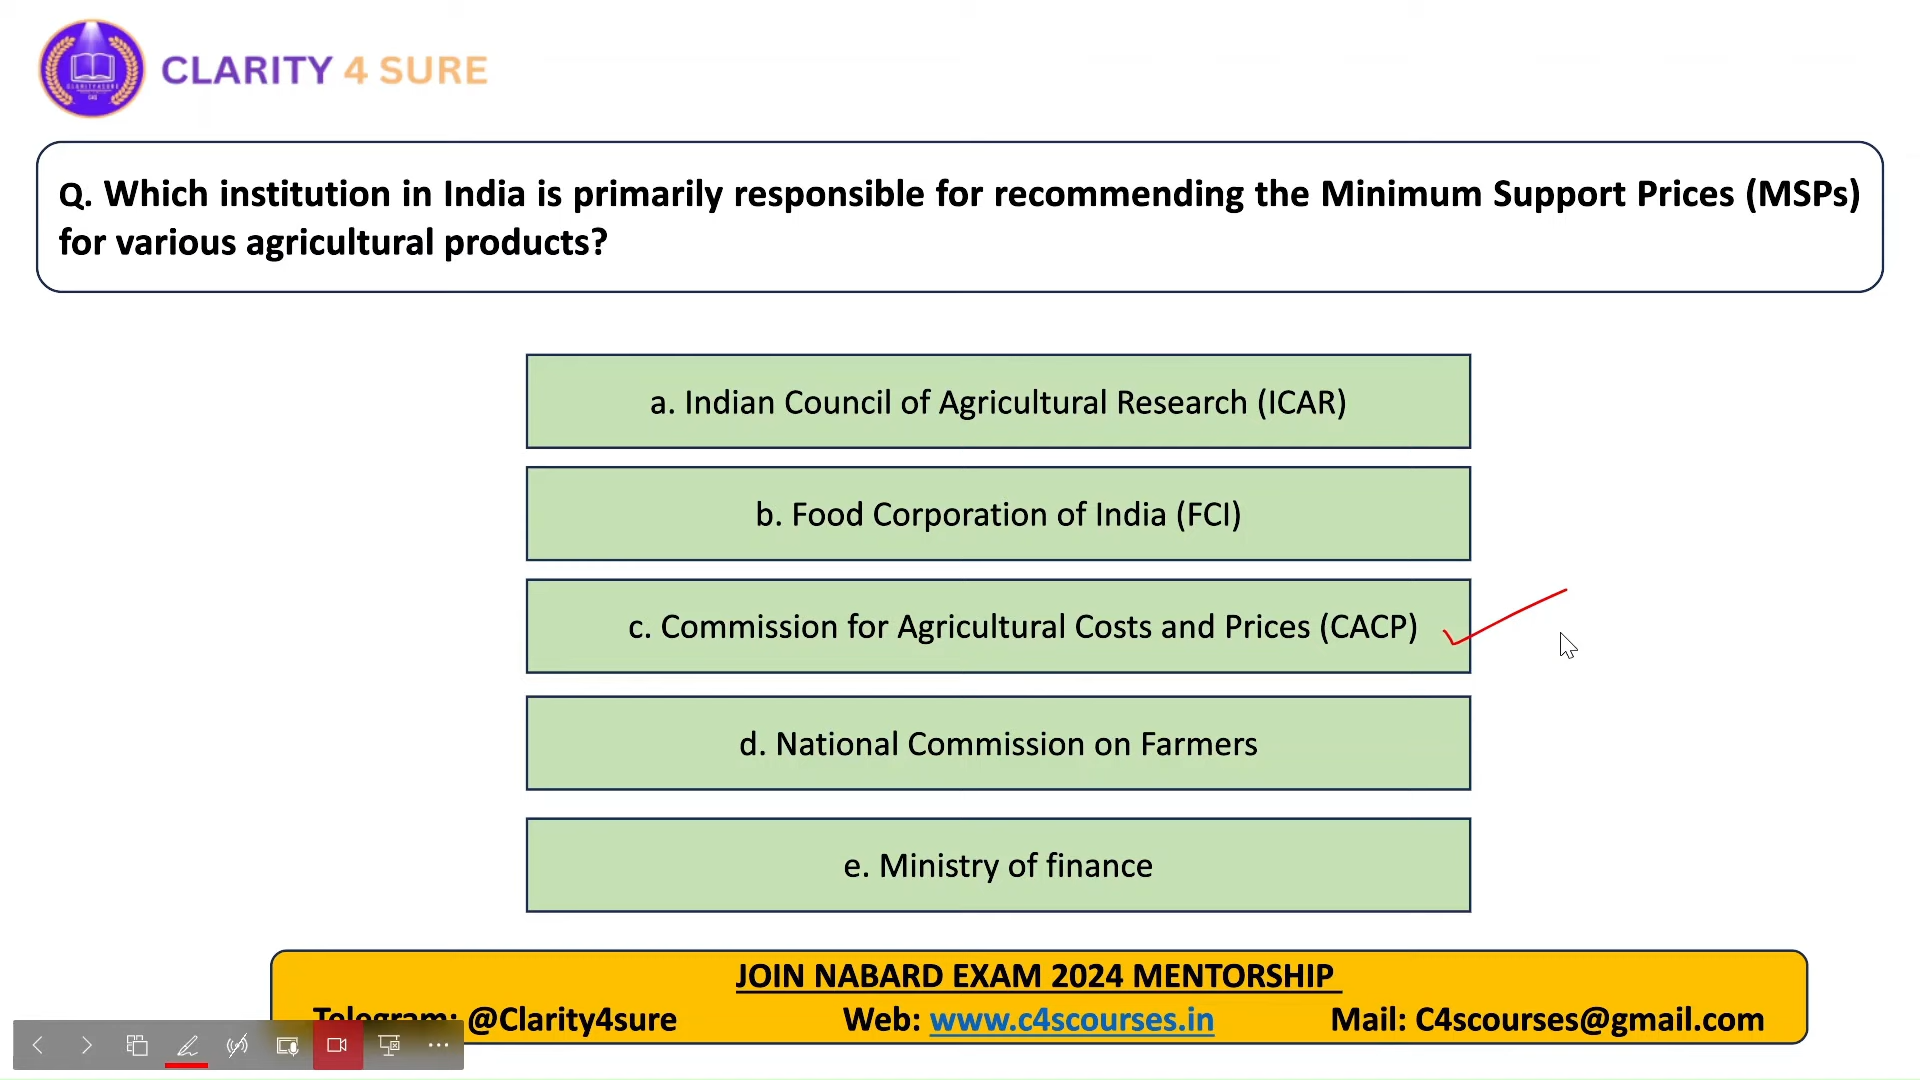 CLARITY 4 SURE
Q. Which institution in India is primarily responsible for recommending the Minimum Support Prices (MSPs)
for various agricultural products?
a. Indian Council of Agricultural Research (ICAR)
b. Food Corporation of India (FCI)
c. Commission for Agricultural Costs and Prices (CACP)
d. National Commission on Farmers
e. Ministry of finance
JOIN NABARD EXAM 2024 MENTORSHIP
Telegram: @Clarity4sure Web: www.c4scourses.in Mail: C4scourses@gmail.com